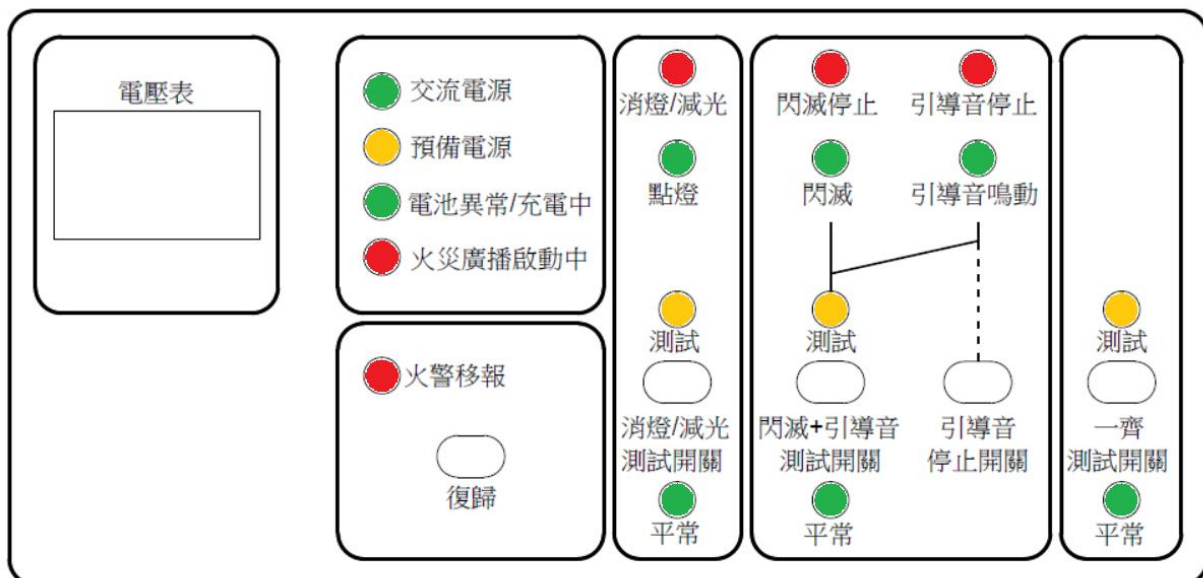 電壓表
交流電源
預備電源
電池異常/充電中
火災廣播啟動中
火警移報
復歸
消燈/減光
點燈
測試
消燈/減光
測試開關
平常
閃滅停止
引導音停止
閃滅
引導音鳴動
測試
閃滅+引導音
測試開關
引導音
停止開關
平常
測試
一齊
測試開關
平常